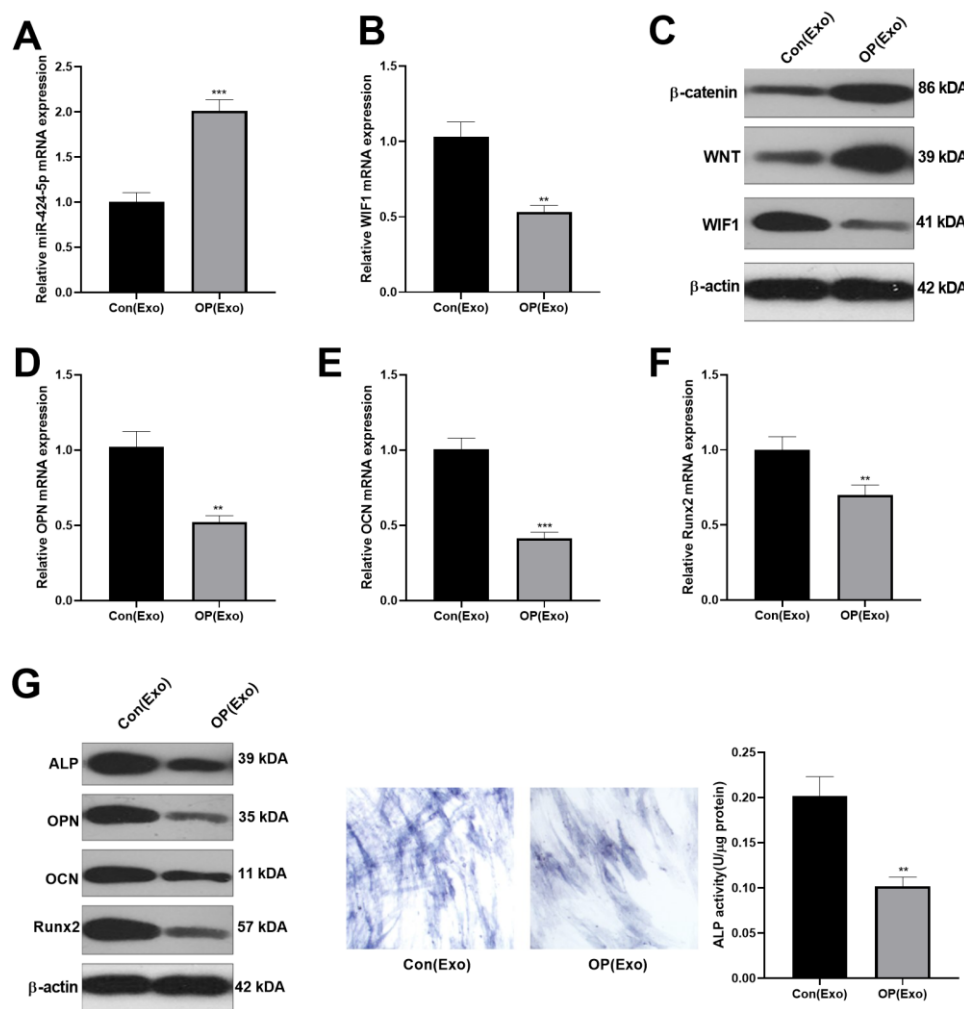 A
Relative miR-424-5p mRNA expression
2.5
2.0
1.5
1.0
0.5
0.0
***
Con(Exo)
OP(Exo)
B
Relative WIF1 mRNA expression
1.5
1.0
0.5
0.0
**
Con(Exo)
OP(Exo)
C
Con(Exo)
OP(Exo)
β-catenin
86 kDA
WNT
39 kDA
WIF1
41 kDA
β-actin
42 kDA
D
Relative OPN mRNA expression
1.5
1.0
0.5
0.0
**
Con(Exo)
OP(Exo)
E
Relative OCN mRNA expression
1.5
1.0
0.5
0.0
***
Con(Exo)
OP(Exo)
F
Relative Runx2 mRNA expression
1.5
1.0
0.5
0.0
**
Con(Exo)
OP(Exo)
G
Con(Exo)
OP(Exo)
ALP
39 kDA
OPN
35 kDA
OCN
11 kDA
Runx2
57 kDA
β-actin
42 kDA
Con(Exo)
OP(Exo)
ALP activity(U/μg protein)
0.25
0.20
0.15
0.10
0.05
0.00
**
Con(Exo)
OP(Exo)